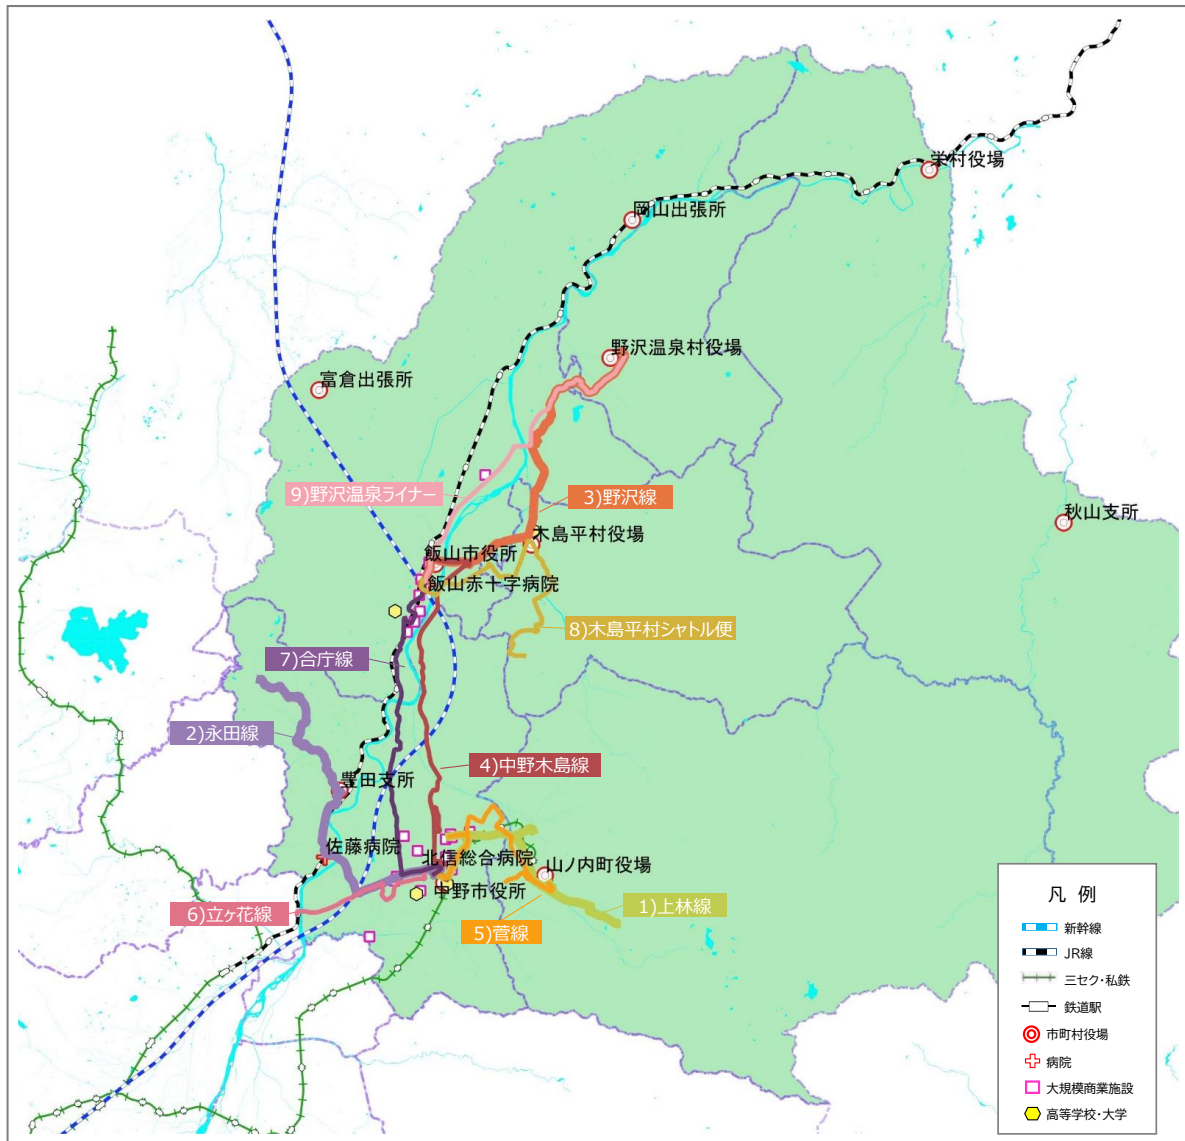 栄村役場
岡山出張所
野沢温泉村役場
富倉出張所
9)野沢温泉ライナー
3)野沢線
秋山支所
木島平村役場
飯山市役所
飯山赤十字病院
8)木島平村シャトル便
7)合庁線
2)永田線
4)中野木島線
豊田支所
佐藤病院
北信総合病院
山ノ内町役場
中野市役所
1)上林線
6)立ヶ花線
5)菅線
凡 例
新幹線
JR線
三セク・私鉄
鉄道駅
市町村役場
病院
大規模商業施設
高等学校・大学